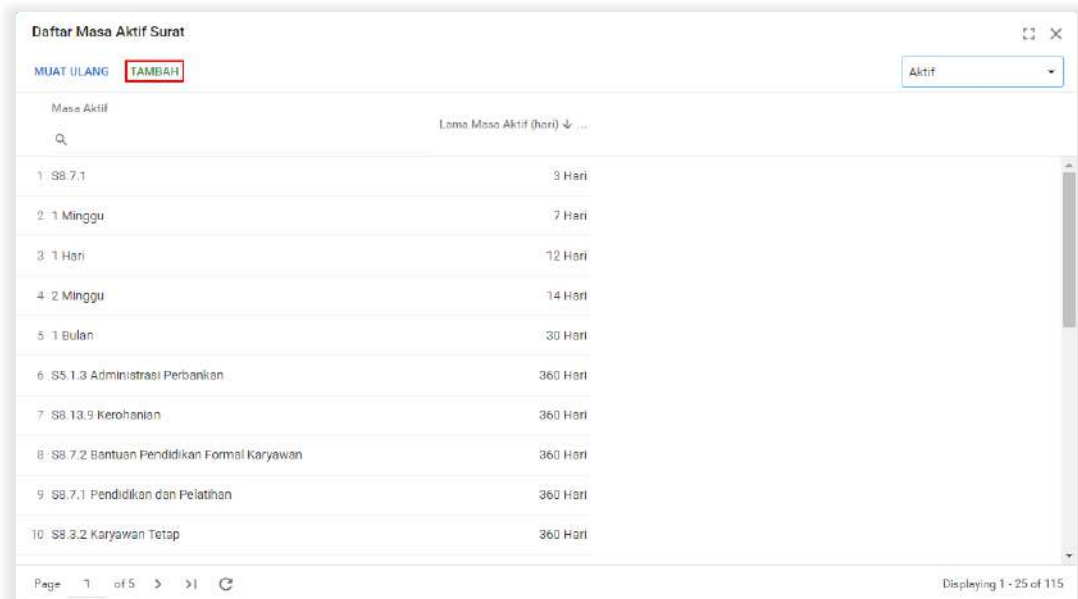 Daftar Masa Aktif Surat
MUAT ULANG TAMBAH Aktif
Masa Aktif
Lama Masa Aktif (hari) ↓ ...
1 S8.7.1 3 Hari
2 1 Minggu 7 Hari
3 1 Hari 12 Hari
4 2 Minggu 14 Hari
5 1 Bulan 30 Hari
6 S5.1.3 Administrasi Perbankan 360 Hari
7 S8.13.9 Kerohanian 360 Hari
8 S8.7.2 Bantuan Pendidikan Formal Karyawan 360 Hari
9 S8.7.1 Pendidikan dan Pelatihan 360 Hari
10 S8.3.2 Karyawan Tetap 360 Hari
Page 1 of 5 Displaying 1 - 25 of 115